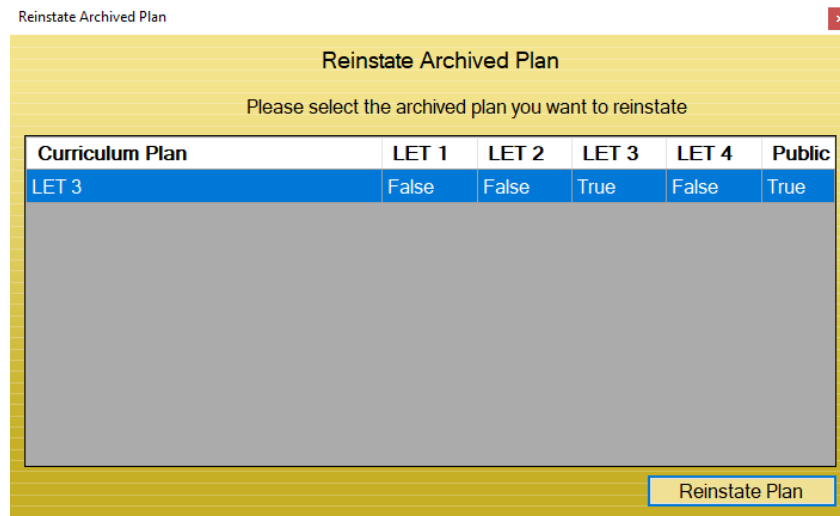 Reinstate Archived Plan
Reinstate Archived Plan
Please select the archived plan you want to reinstate
Curriculum Plan LET 1 LET 2 LET 3 LET 4 Public
LET 3 False False True False True
Reinstate Plan